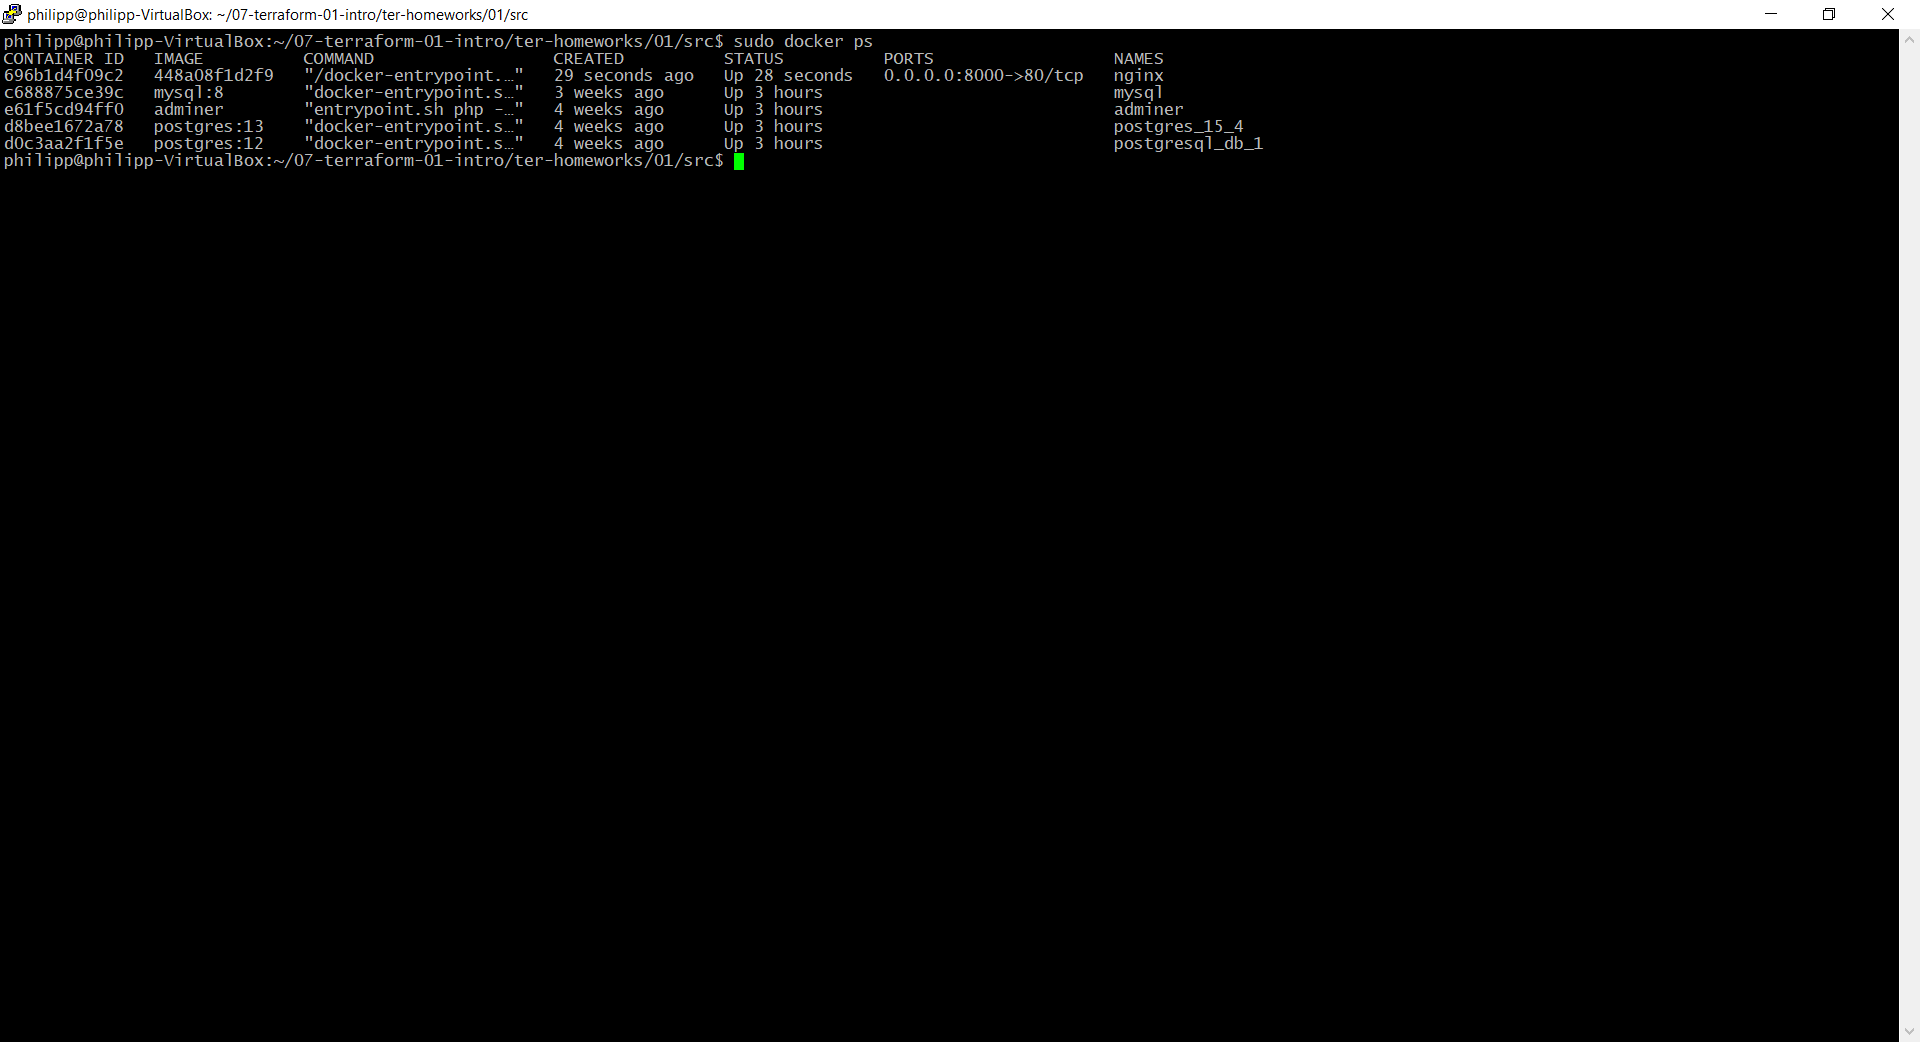 philipp@philipp-VirtualBox: ~/07-terraform-01-intro/ter-homeworks/01/src
philipp@philipp-VirtualBox:~/07-terraform-01-intro/ter-homeworks/01/src$ sudo docker ps
CONTAINER ID   IMAGE          COMMAND                  CREATED          STATUS          PORTS                  NAMES
696b1d4f09c2   448a08f1d2f9   "/docker-entrypoint.…"   29 seconds ago   Up 28 seconds   0.0.0.0:8000->80/tcp   nginx
c688875ce39c   mysql:8        "docker-entrypoint.s…"   3 weeks ago      Up 3 hours                             mysql
e61f5cd94ff0   adminer        "entrypoint.sh php -…"   4 weeks ago      Up 3 hours                             adminer
d8bee1672a78   postgres:13    "docker-entrypoint.s…"   4 weeks ago      Up 3 hours                             postgres_15_4
d0c3aa2f1f5e   postgres:12    "docker-entrypoint.s…"   4 weeks ago      Up 3 hours                             postgresql_db_1
philipp@philipp-VirtualBox:~/07-terraform-01-intro/ter-homeworks/01/src$